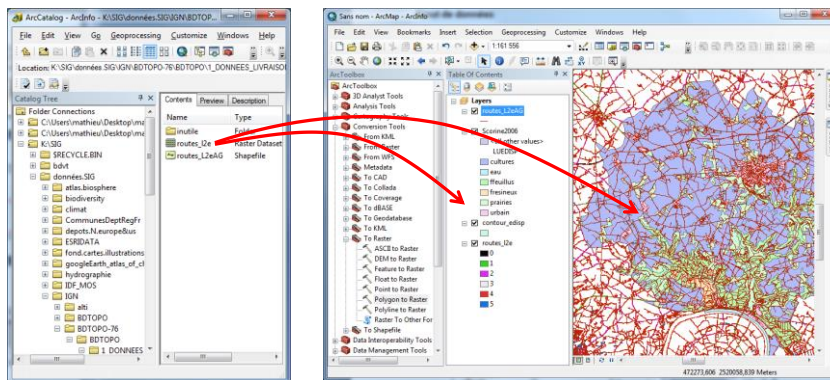 ArcCatalog - ArcInfo - K:\SIG\données.SIG\IGN\BDTOP...
File Edit View Go Geoprocessing Customize Windows Help
Location: K:\SIG\données SIG\IGN\BDTOPO-76\BDTOPO\1_DONNEES_LIVRAISO
Catalog Tree
Folder Connections
C:\Users\mathieu\Desktop\ma
C:\Users\mathieu\Desktop\ma
K:\SIG
$RECYCLE.BIN
bdvt
données.SIG
atlas.biosphere
biodiversity
climat
CommunesDeptRegFr
depots.N.europe&us
ESRIDATA
fond.cartes.illustrations
googleEarth_atlas_of_cl
hydrographie
IDF_MOS
IGN
alti
BDTOPO
BDTOPO-76
BDTOPO
1_DONNEES
Contents Preview Description
Name Type
inutile Folder
routes_l2e Raster Dataset
routes_L2eAG Shapefile
Sans nom - ArcMap - ArcInfo
File Edit View Bookmarks Insert Selection Geoprocessing Customize Windows Help
1:161 556
ArcToolbox
ArcToolbox
3D Analyst Tools
Analysis Tools
Cartography Tools
Conversion Tools
From KML
From Raster
From WFS
Metadata
To CAD
To Collada
To Coverage
To dBASE
To Geodatabase
To KML
To Raster
ASCII to Raster
DEM to Raster
Feature to Raster
Float to Raster
Point to Raster
Polygon to Raster
Polyline to Raster
Raster To Other For
To Shapefile
Data Interoperability Tools
Data Management Tools
Table Of Contents
Layers
routes_L2eAG
Scorine2006
<all other values>
LUEDISP
cultures
eau
ffeuillus
fresineux
prairies
urbain
contour_edisp
routes_l2e
0
1
2
3
4
5
472273,606 2520058,839 Meters